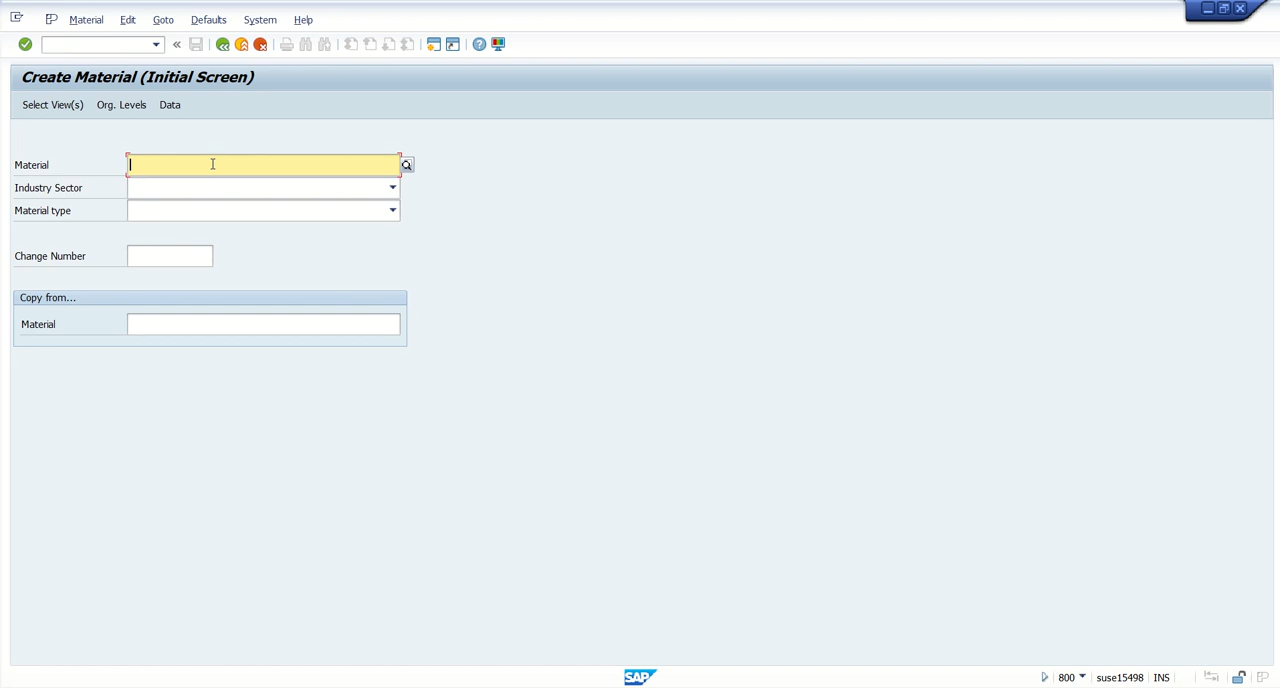 Material Edit Goto Defaults System Help
Create Material (Initial Screen)
Select View(s) Org. Levels Data
Material
Industry Sector
Material type
Change Number
Copy from...
Material
SAP 800 suse15498 INS